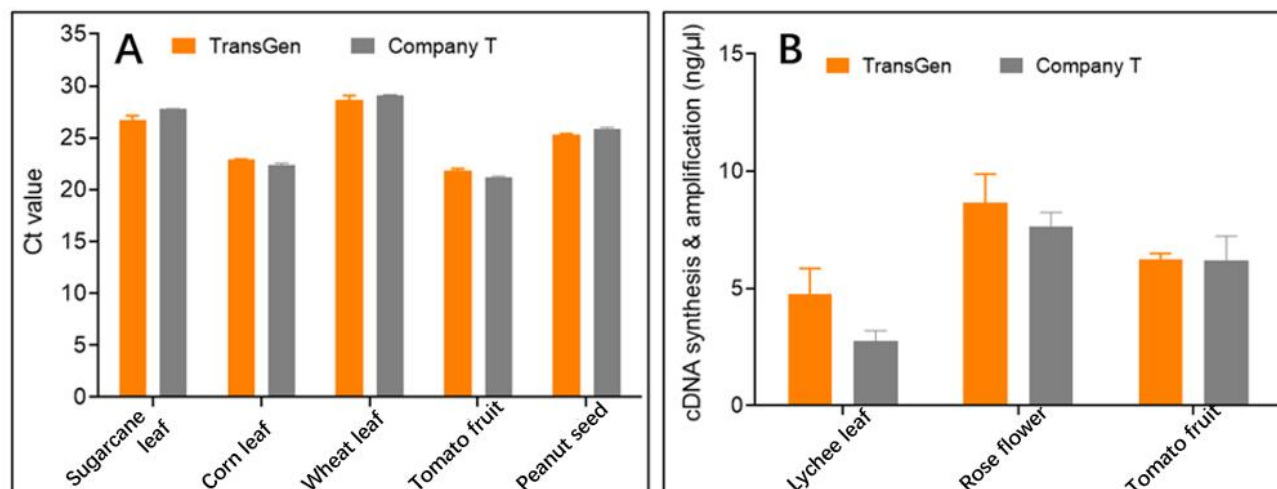 A
TransGen
Company T
Ct value
35
30
25
20
15
10
5
0
Sugarcane
leaf
Corn leaf
Wheat leaf
Tomato fruit
Peanut seed
B
TransGen
Company T
cDNA synthesis & amplification (ng/μl)
15
10
5
0
Lychee leaf
Rose flower
Tomato fruit